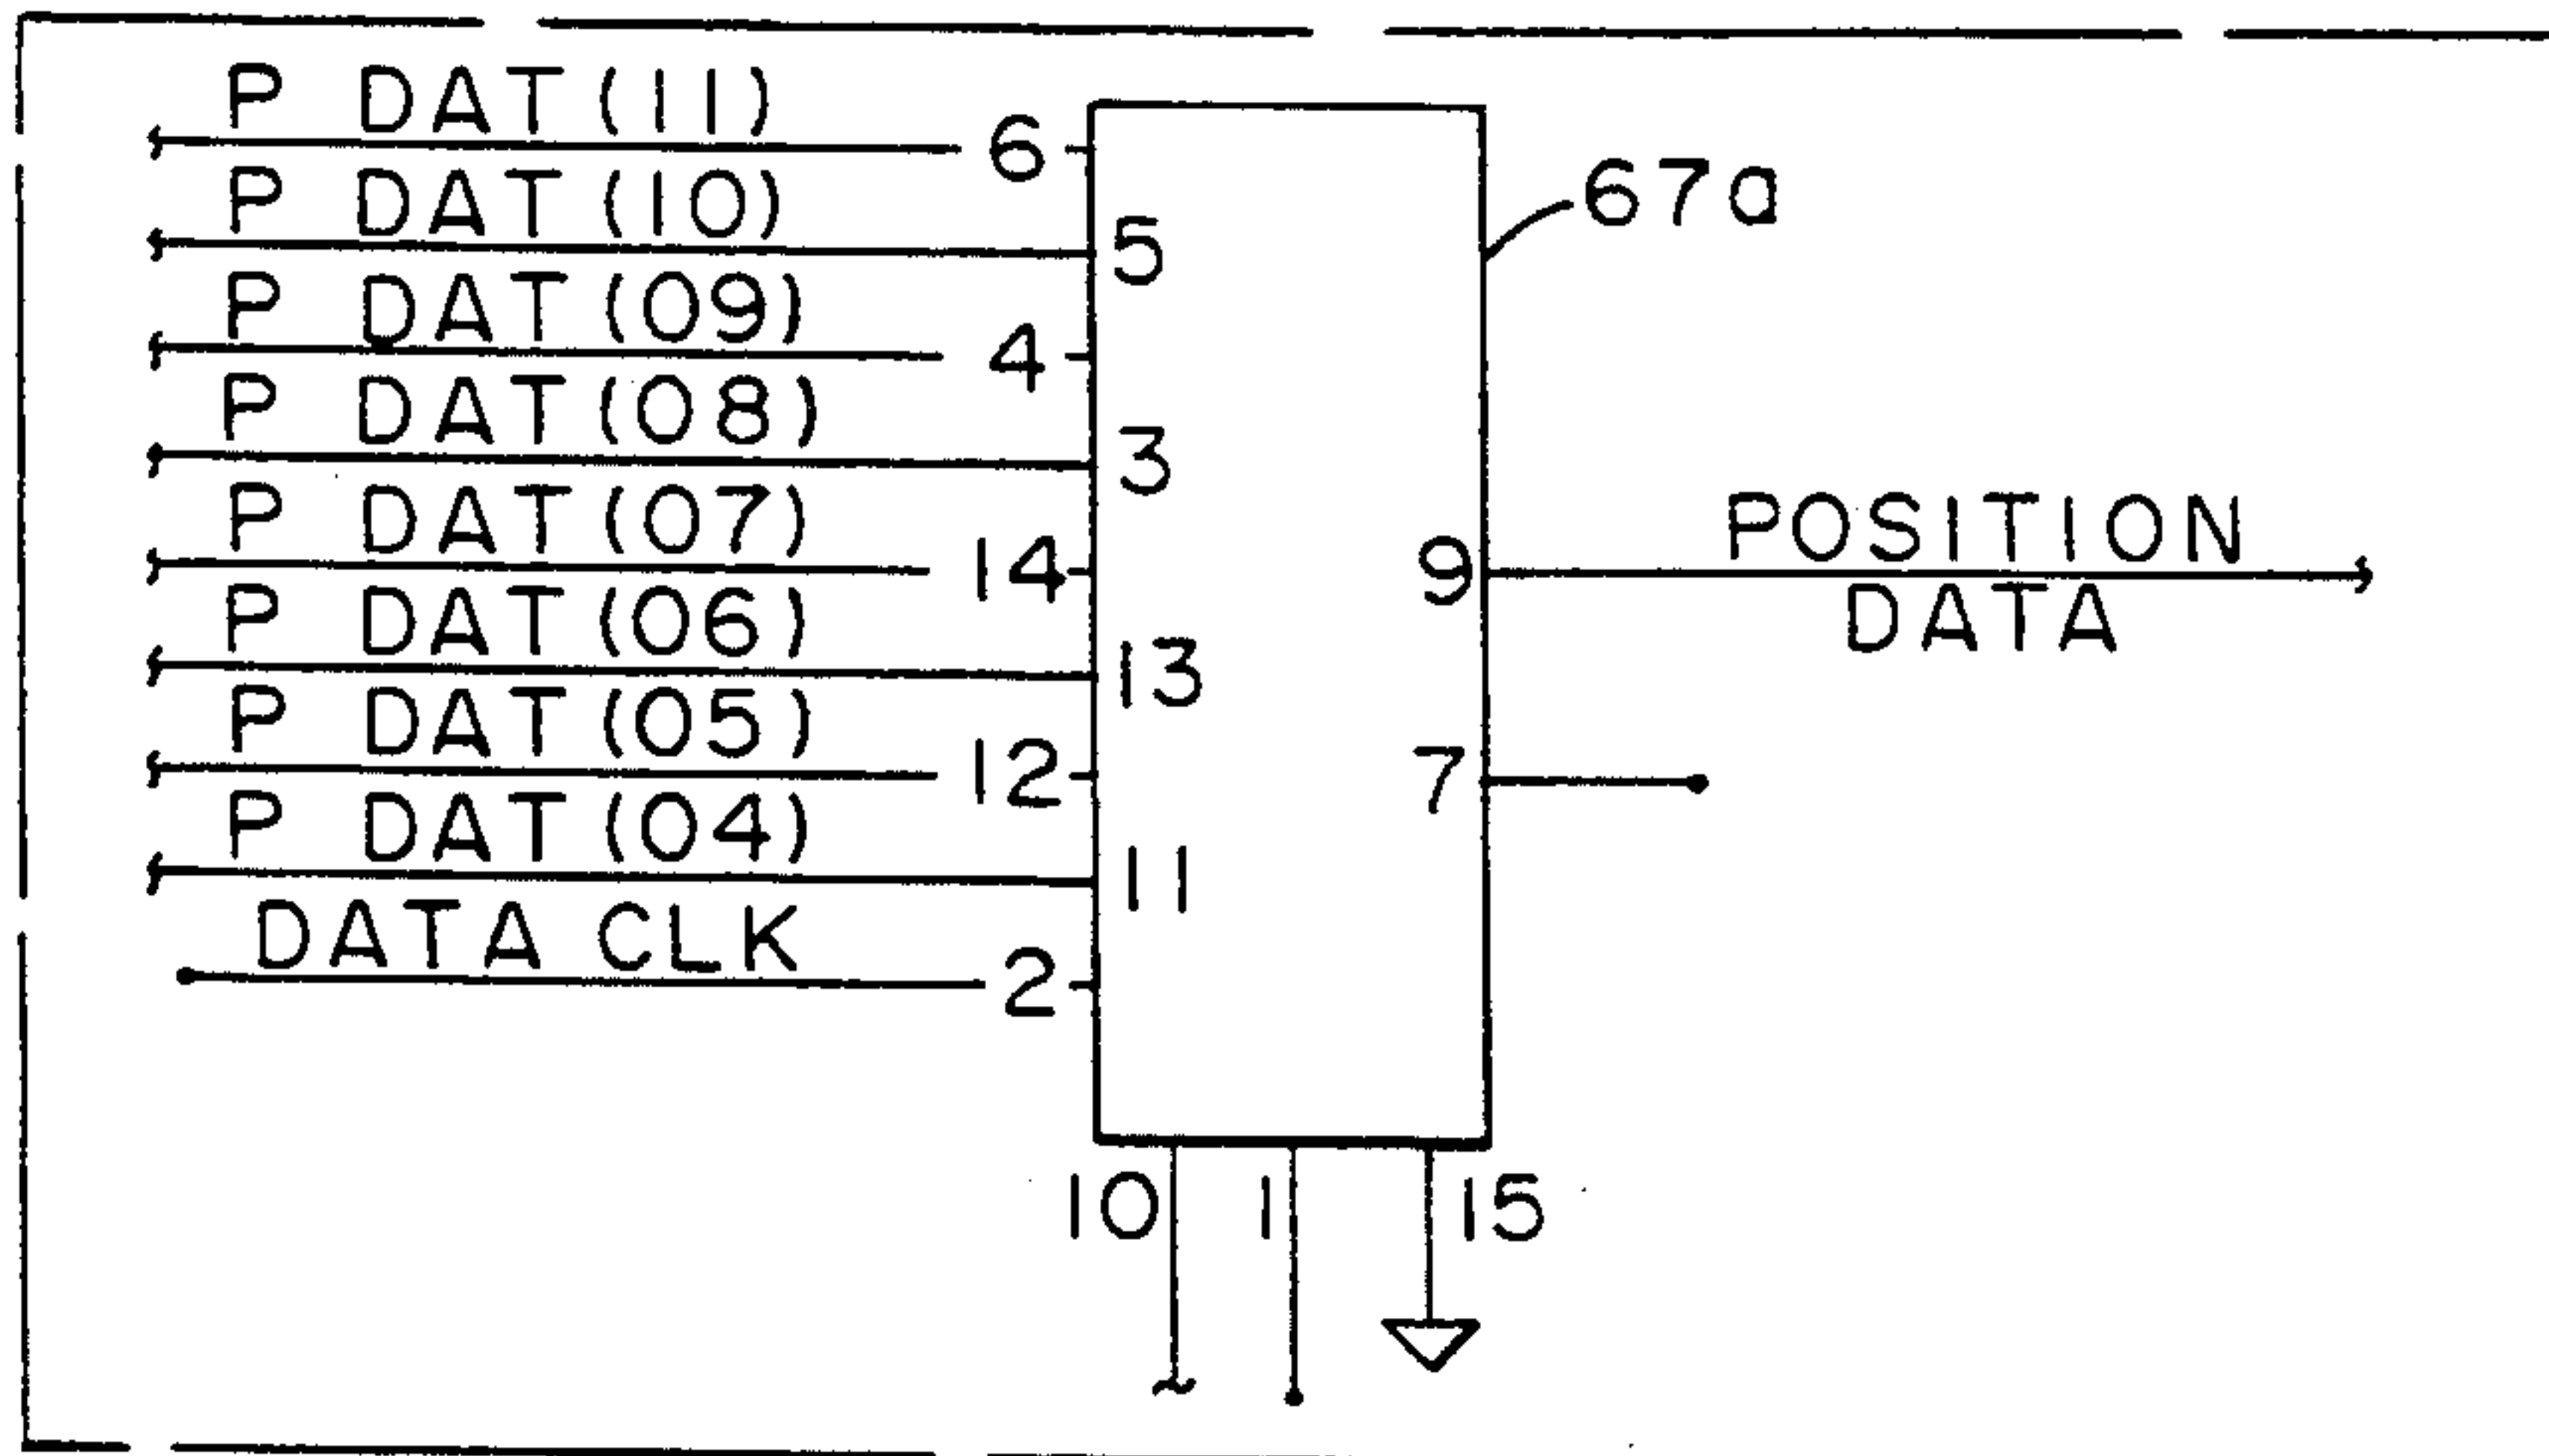 P DAT(11)
6
67a
P DAT(10)
5
P DAT(09)
4
P DAT(08)
3
P DAT(07)
14
9
POSITION
DATA
P DAT(06)
13
P DAT(05)
12
7
P DAT(04)
11
DATA CLK
2
10 1 15